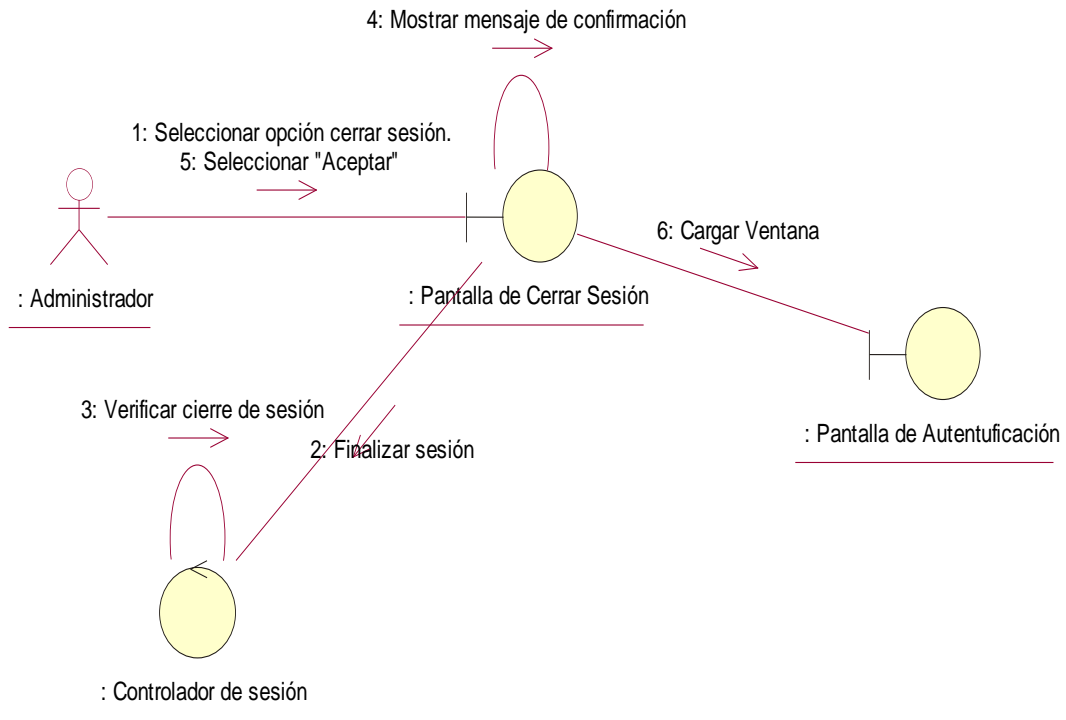 4: Mostrar mensaje de confirmación
1: Seleccionar opción cerrar sesión.
5: Seleccionar "Aceptar"
6: Cargar Ventana
: Administrador
: Pantalla de Cerrar Sesión
3: Verificar cierre de sesión
2: Finalizar sesión
: Pantalla de Autentuficación
: Controlador de sesión